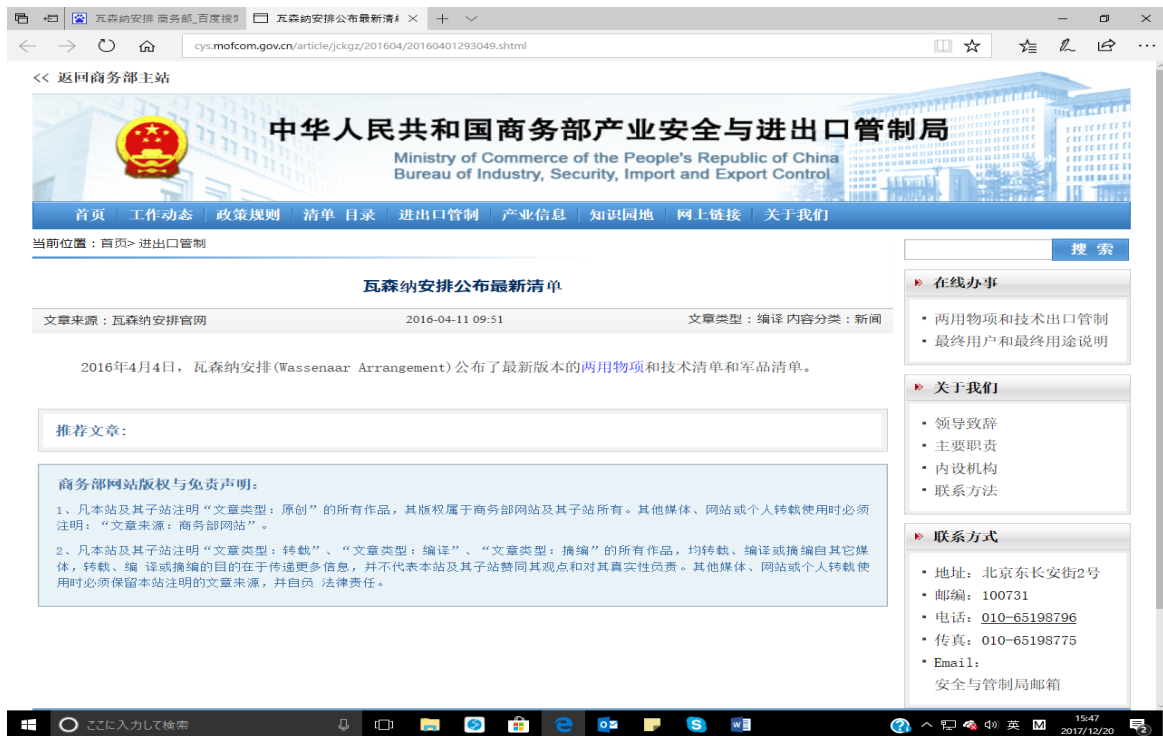 瓦森納安排 商务部_百度搜
瓦森納安排公布最新清
cys.mofcom.gov.cn/article/jckgz/201604/20160401293049.shtml
<< 返回商务部主站
中华人民共和国商务部产业安全与进出口管制局
Ministry of Commerce of the People's Republic of China
Bureau of Industry, Security, Import and Export Control
首页 工作动态 政策规则 清单 目录 进出口管制 产业信息 知识园地 网上链接 关于我们
当前位置：首页> 进出口管制
搜 索
瓦森纳安排公布最新清单
文章来源：瓦森纳安排官网 2016-04-11 09:51 文章类型：编译 内容分类：新闻
2016年4月4日，瓦森纳安排(Wassenaar Arrangement)公布了最新版本的两用物项和技术清单和军品清单。
推荐文章:
商务部网站版权与免责声明:
1、凡本站及其子站注明“文章类型：原创”的所有作品，其版权属于商务部网站及其子站所有。其他媒体、网站或个人转载使用时必须
注明：“文章来源：商务部网站”。
2、凡本站及其子站注明“文章类型：转载”、“文章类型：编译”、“文章类型：摘编”的所有作品，均转载、编译或摘编自其它媒
体，转载、编 译或摘编的目的在于传递更多信息，并不代表本站及其子站赞同其观点和对其真实性负责。其他媒体、网站或个人转载使
用时必须保留本站注明的文章来源，并自负 法律责任。
在线办事
两用物项和技术出口管制
最终用户和最终用途说明
关于我们
领导致辞
主要职责
内设机构
联系方法
联系方式
地址：北京东长安街2号
邮编：100731
电话：010-65198796
传真：010-65198775
Email:
安全与管制局邮箱
ここに入力して検索
英
M
15:47
2017/12/20
2